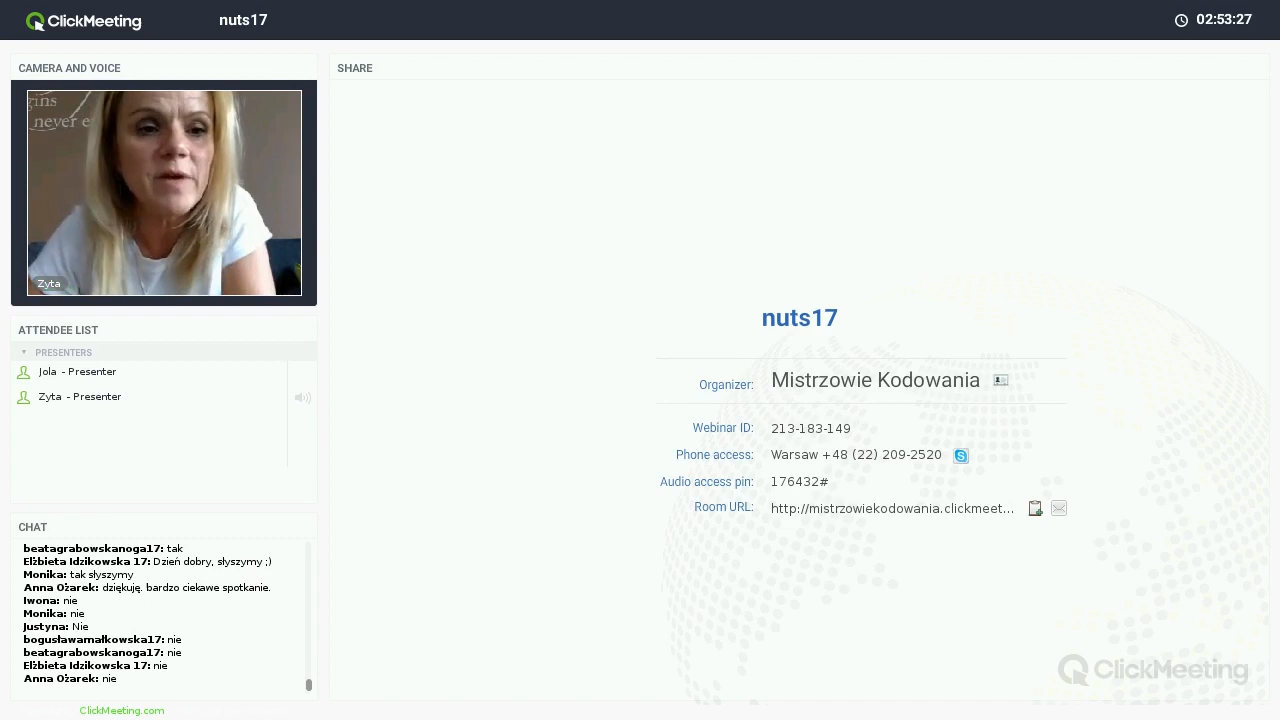 ClickMeeting
nuts17
02:53:27
CAMERA AND VOICE
SHARE
never
Zyta
ATTENDEE LIST
PRESENTERS
Jola - Presenter
Zyta - Presenter
nuts17
Organizer: Mistrzowie Kodowania
Webinar ID: 213-183-149
Phone access: Warsaw +48 (22) 209-2520
Audio access pin: 176432#
Room URL: http://mistrzowiekodowania.clickmeet...
CHAT
beatagrabowskanoga17: tak
Elżbieta Idzikowska 17: Dzień dobry, słyszymy ;)
Monika: tak słyszymy
Anna Ożarek: dziękuję. bardzo ciekawe spotkanie.
Iwona: nie
Monika: nie
Justyna: Nie
bogusławamałkowska17: nie
beatagrabowskanoga17: nie
Elżbieta Idzikowska 17: nie
Anna Ożarek: nie
ClickMeeting
ClickMeeting.com